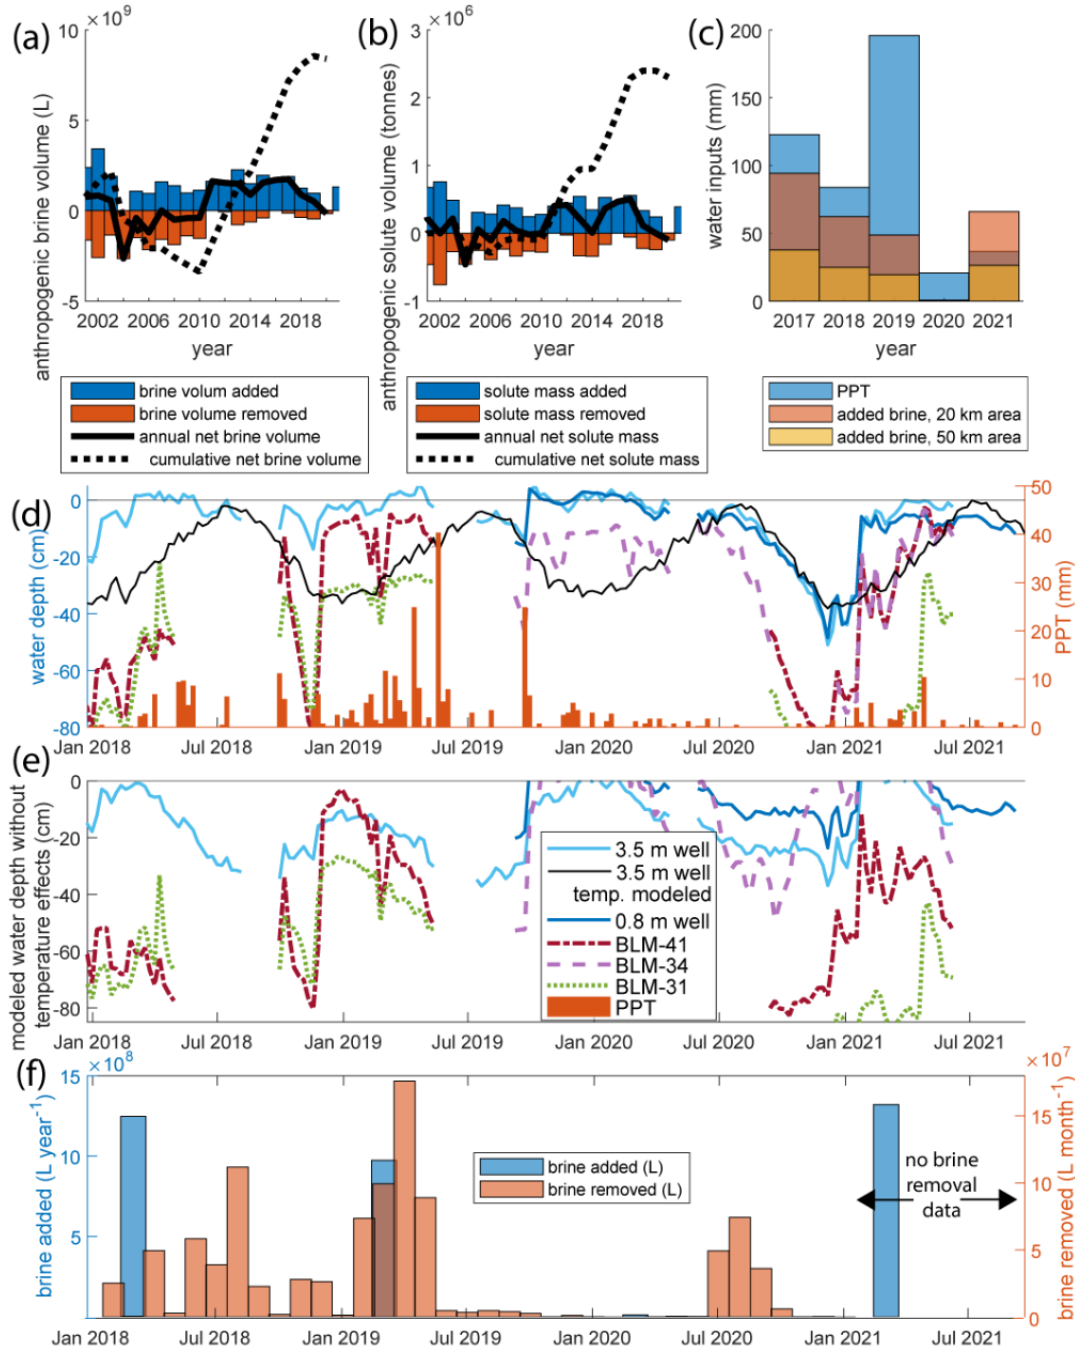 (a)
×10⁹
10
5
0
-5
anthropogenic brine volume (L)
2002 2006 2010 2014 2018
year
brine volum added
brine volume removed
annual net brine volume
cumulative net brine volume
(b)
×10⁶
3
2
1
0
-1
anthropogenic solute volume (tonnes)
2002 2006 2010 2014 2018
year
solute mass added
solute mass removed
annual net solute mass
cumulative net solute mass
(c)
200
150
100
50
0
water inputs (mm)
2017 2018 2019 2020 2021
year
PPT
added brine, 20 km area
added brine, 50 km area
(d)
0
-20
-40
-60
-80
water depth (cm)
50
40
30
20
10
0
PPT (mm)
Jan 2018 Jul 2018 Jan 2019 Jul 2019 Jan 2020 Jul 2020 Jan 2021 Jul 2021
(e)
0
-20
-40
-60
-80
modeled water depth without
temperature effects (cm)
3.5 m well
3.5 m well
temp. modeled
0.8 m well
BLM-41
BLM-34
BLM-31
PPT
Jan 2018 Jul 2018 Jan 2019 Jul 2019 Jan 2020 Jul 2020 Jan 2021 Jul 2021
(f)
×10⁸
15
10
5
brine added (L year⁻¹)
×10⁷
15
10
5
0
brine removed (L month⁻¹)
brine added (L)
brine removed (L)
no brine
removal
data
Jan 2018 Jul 2018 Jan 2019 Jul 2019 Jan 2020 Jul 2020 Jan 2021 Jul 2021